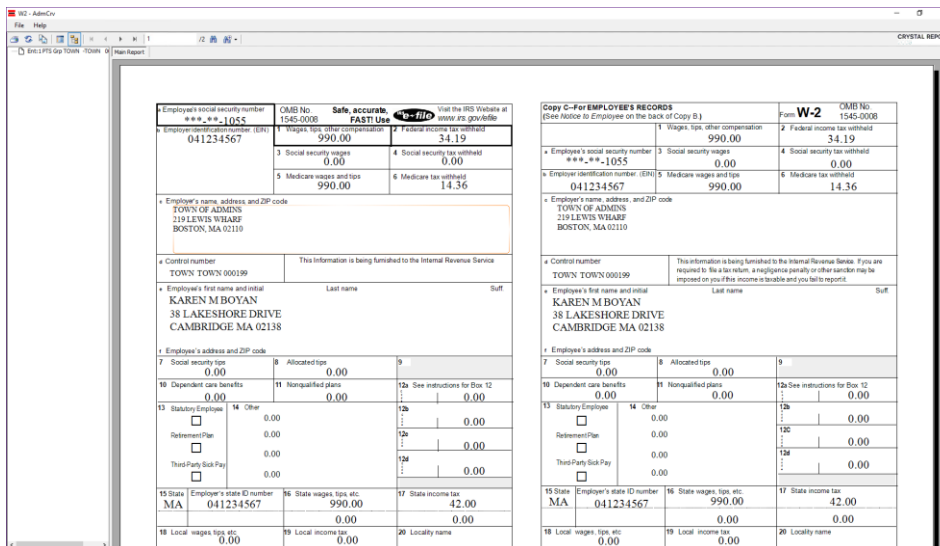 W2 - AdmCrv
File Help
1 /2
CRYSTAL REPO
Ent:1 PTS Grp TOWN -TOWN
Main Report
a Employee's social security number
***-**-1055
OMB No.
1545-0008
Safe, accurate,
FAST! Use
e-file
Visit the IRS Website at
www.irs.gov/efile
b Employer identification number. (EIN)
041234567
1 Wages, tips, other compensation
990.00
2 Federal income tax withheld
34.19
3 Social security wages
0.00
4 Social security tax withheld
0.00
5 Medicare wages and tips
990.00
6 Medicare tax withheld
14.36
c Employer's name, address, and ZIP code
TOWN OF ADMINS
219 LEWIS WHARF
BOSTON, MA 02110
d Control number
TOWN TOWN 000199
This Information is being furnished to the Internal Revenue Service
e Employee's first name and initial Last name Suff.
KAREN M BOYAN
38 LAKESHORE DRIVE
CAMBRIDGE MA 02138
f Employee's address and ZIP code
7 Social security tips
0.00
8 Allocated tips
0.00
9
10 Dependent care benefits
0.00
11 Nonqualified plans
0.00
12a See instructions for Box 12
0.00
13 Statutory Employee
Retirement Plan
Third-Party Sick Pay
14 Other
0.00
0.00
0.00
0.00
12b
0.00
12c
0.00
12d
0.00
15 State Employer's state ID number
MA 041234567
16 State wages, tips, etc.
990.00
0.00
17 State income tax
42.00
0.00
18 Local wages, tips, etc
0.00
19 Local income tax
0.00
20 Locality name
Copy C--For EMPLOYEE'S RECORDS
(See Notice to Employee on the back of Copy B.)
Form W-2
OMB No.
1545-0008
1 Wages, tips, other compensation
990.00
2 Federal income tax withheld
34.19
a Employee's social security number
***-**-1055
3 Social security wages
0.00
4 Social security tax withheld
0.00
b Employer identification number. (EIN)
041234567
5 Medicare wages and tips
990.00
6 Medicare tax withheld
14.36
c Employer's name, address, and ZIP code
TOWN OF ADMINS
219 LEWIS WHARF
BOSTON, MA 02110
d Control number
TOWN TOWN 000199
This information is being furnished to the Internal Revenue Service. If you are
required to file a tax return, a negligence penalty or other sanction may be
imposed on you if this income is taxable and you fail to report it.
e Employee's first name and initial Last name Suff.
KAREN M BOYAN
38 LAKESHORE DRIVE
CAMBRIDGE MA 02138
f Employee's address and ZIP code
7 Social security tips
0.00
8 Allocated tips
0.00
9
10 Dependent care benefits
0.00
11 Nonqualified plans
0.00
12a See instructions for Box 12
0.00
13 Statutory Employee
Retirement Plan
Third-Party Sick Pay
14 Other
0.00
0.00
0.00
0.00
12b
0.00
12C
0.00
12d
0.00
15 State Employer's state ID number
MA 041234567
16 State wages, tips, etc.
990.00
0.00
17 State income tax
42.00
0.00
18 Local wages, tips, etc
0.00
19 Local income tax
0.00
20 Locality name